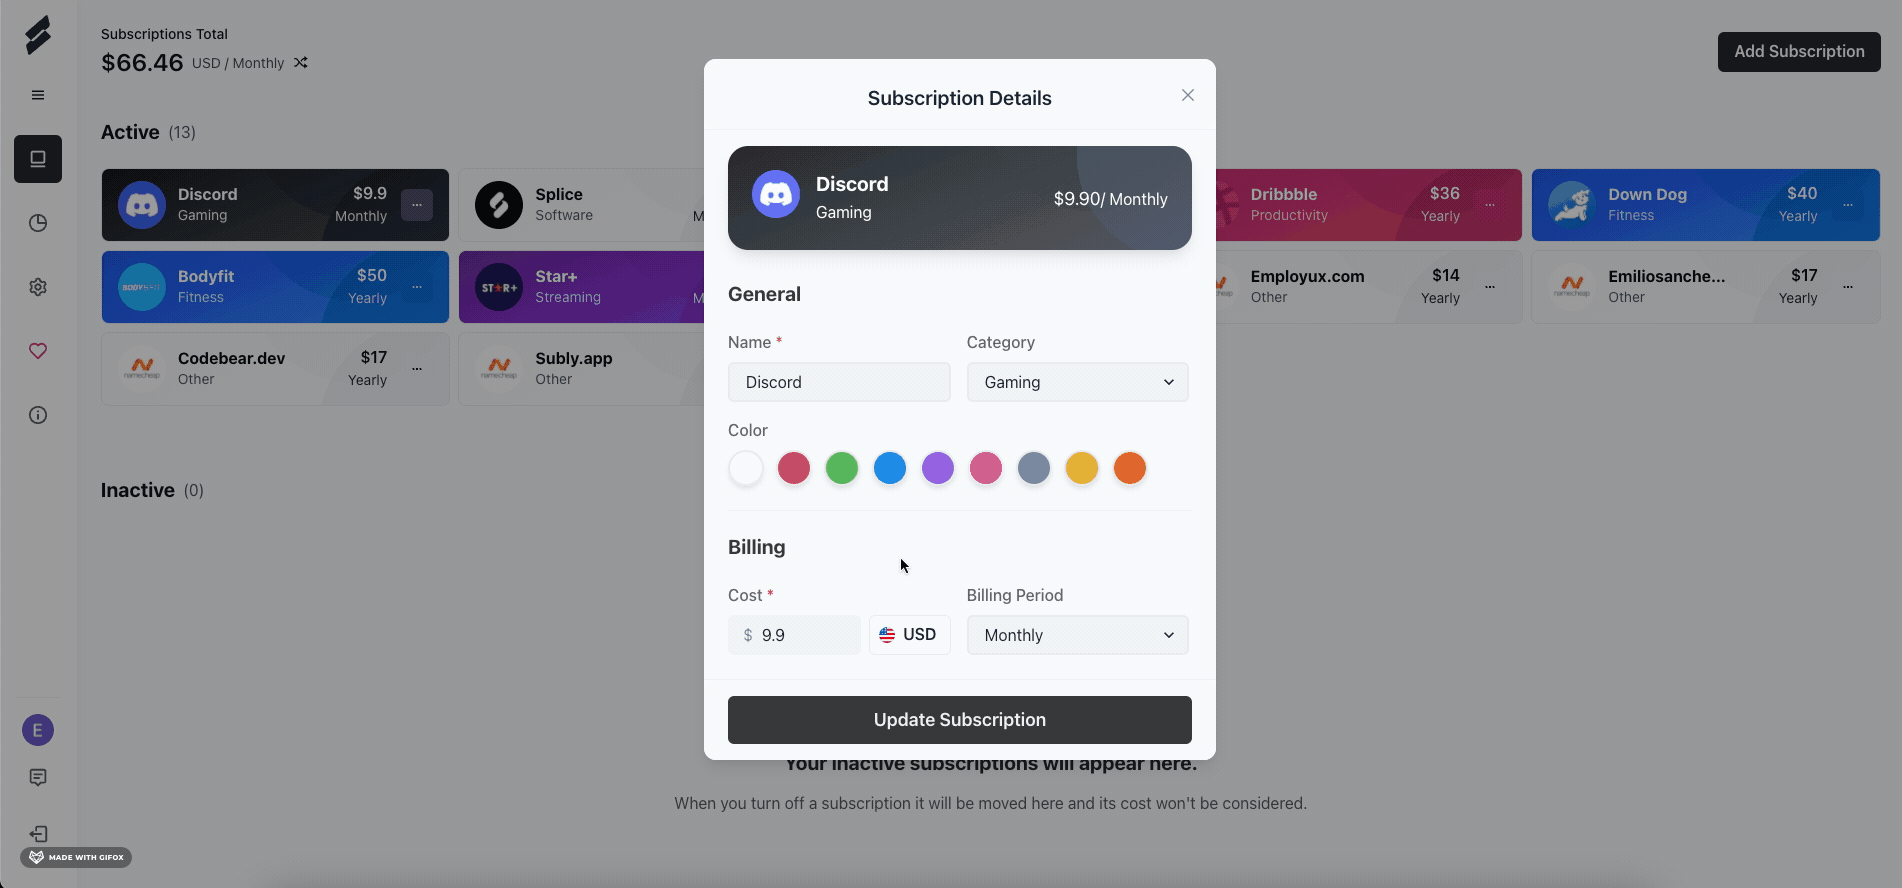 Subscriptions Total
$66.46 USD / Monthly
Add Subscription
Active (13)
Discord
Gaming
$9.9
Monthly
...
Splice
Software
M
Dribbble
Productivity
$36
Yearly
...
Down Dog
Fitness
$40
Yearly
...
Bodyfit
Fitness
$50
Yearly
...
ST★R+
Star+
Streaming
M
Employux.com
Other
$14
Yearly
...
namecheap
Emiliosanche...
Other
$17
Yearly
...
namecheap
Codebear.dev
Other
$17
Yearly
...
namecheap
Subly.app
Other
Inactive (0)
Subscription Details
Discord
Gaming
$9.90/ Monthly
General
Name *
Category
Discord
Gaming
Color
Billing
Cost *
Billing Period
$ 9.9
USD
Monthly
Update Subscription
Your inactive subscriptions will appear here.
When you turn off a subscription it will be moved here and its cost won't be considered.
E
MADE WITH GIFOX